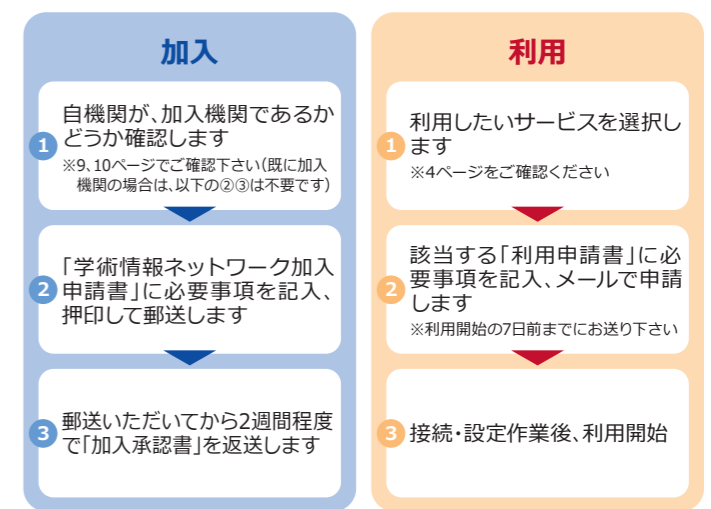 加入
1
自機関が、加入機関であるか
どうか確認します
※9、10ページでご確認下さい(既に加入
機関の場合は、以下の②③は不要です)
2
「学術情報ネットワーク加入
申請書」に必要事項を記入、
押印して郵送します
3
郵送いただいてから2週間程度
で「加入承認書」を返送します
利用
1
利用したいサービスを選択し
ます
※4ページをご確認ください
2
該当する「利用申請書」に必
要事項を記入、メールで申請
します
※利用開始の7日前までにお送り下さい
3
接続・設定作業後、利用開始